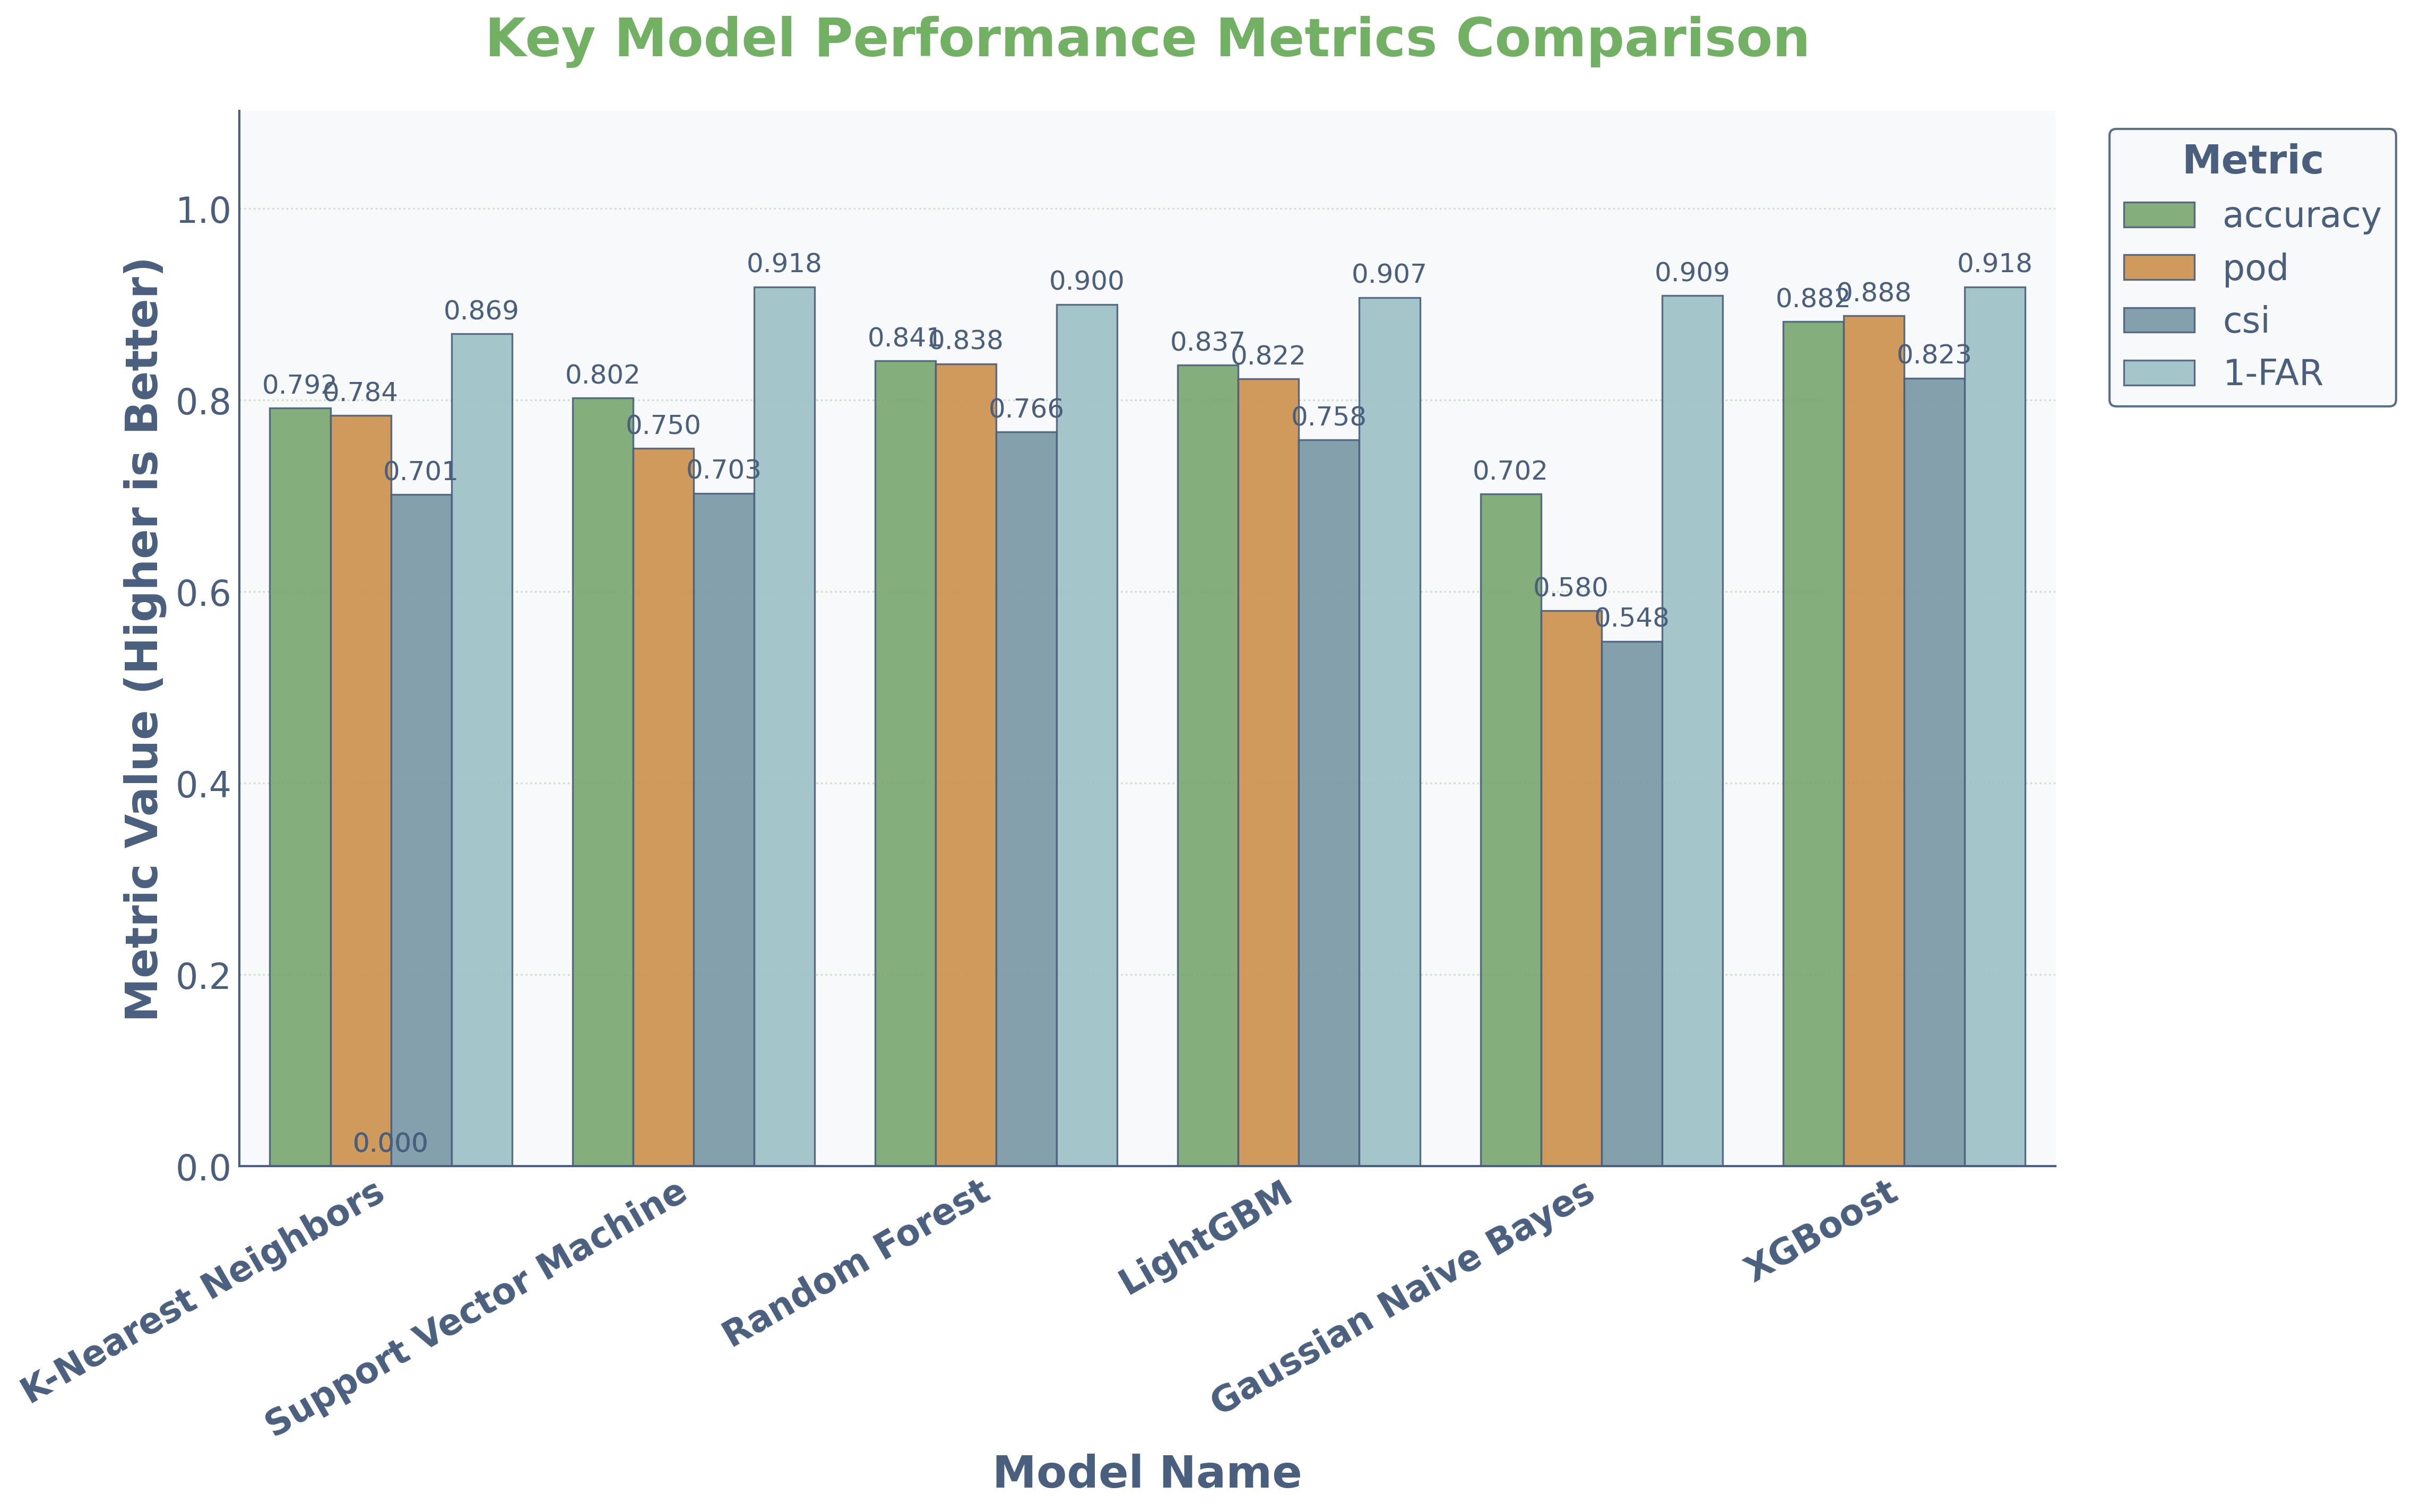 Key Model Performance Metrics Comparison
Metric Value (Higher is Better)
1.0
0.8
0.6
0.4
0.2
0.0
0.792
0.784
0.701
0.869
0.000
0.802
0.750
0.703
0.918
0.841
0.838
0.766
0.900
0.837
0.822
0.758
0.907
0.702
0.580
0.548
0.909
0.882
0.888
0.823
0.918
K-Nearest Neighbors
Support Vector Machine
Random Forest
LightGBM
Gaussian Naive Bayes
XGBoost
Model Name
Metric
accuracy
pod
csi
1-FAR